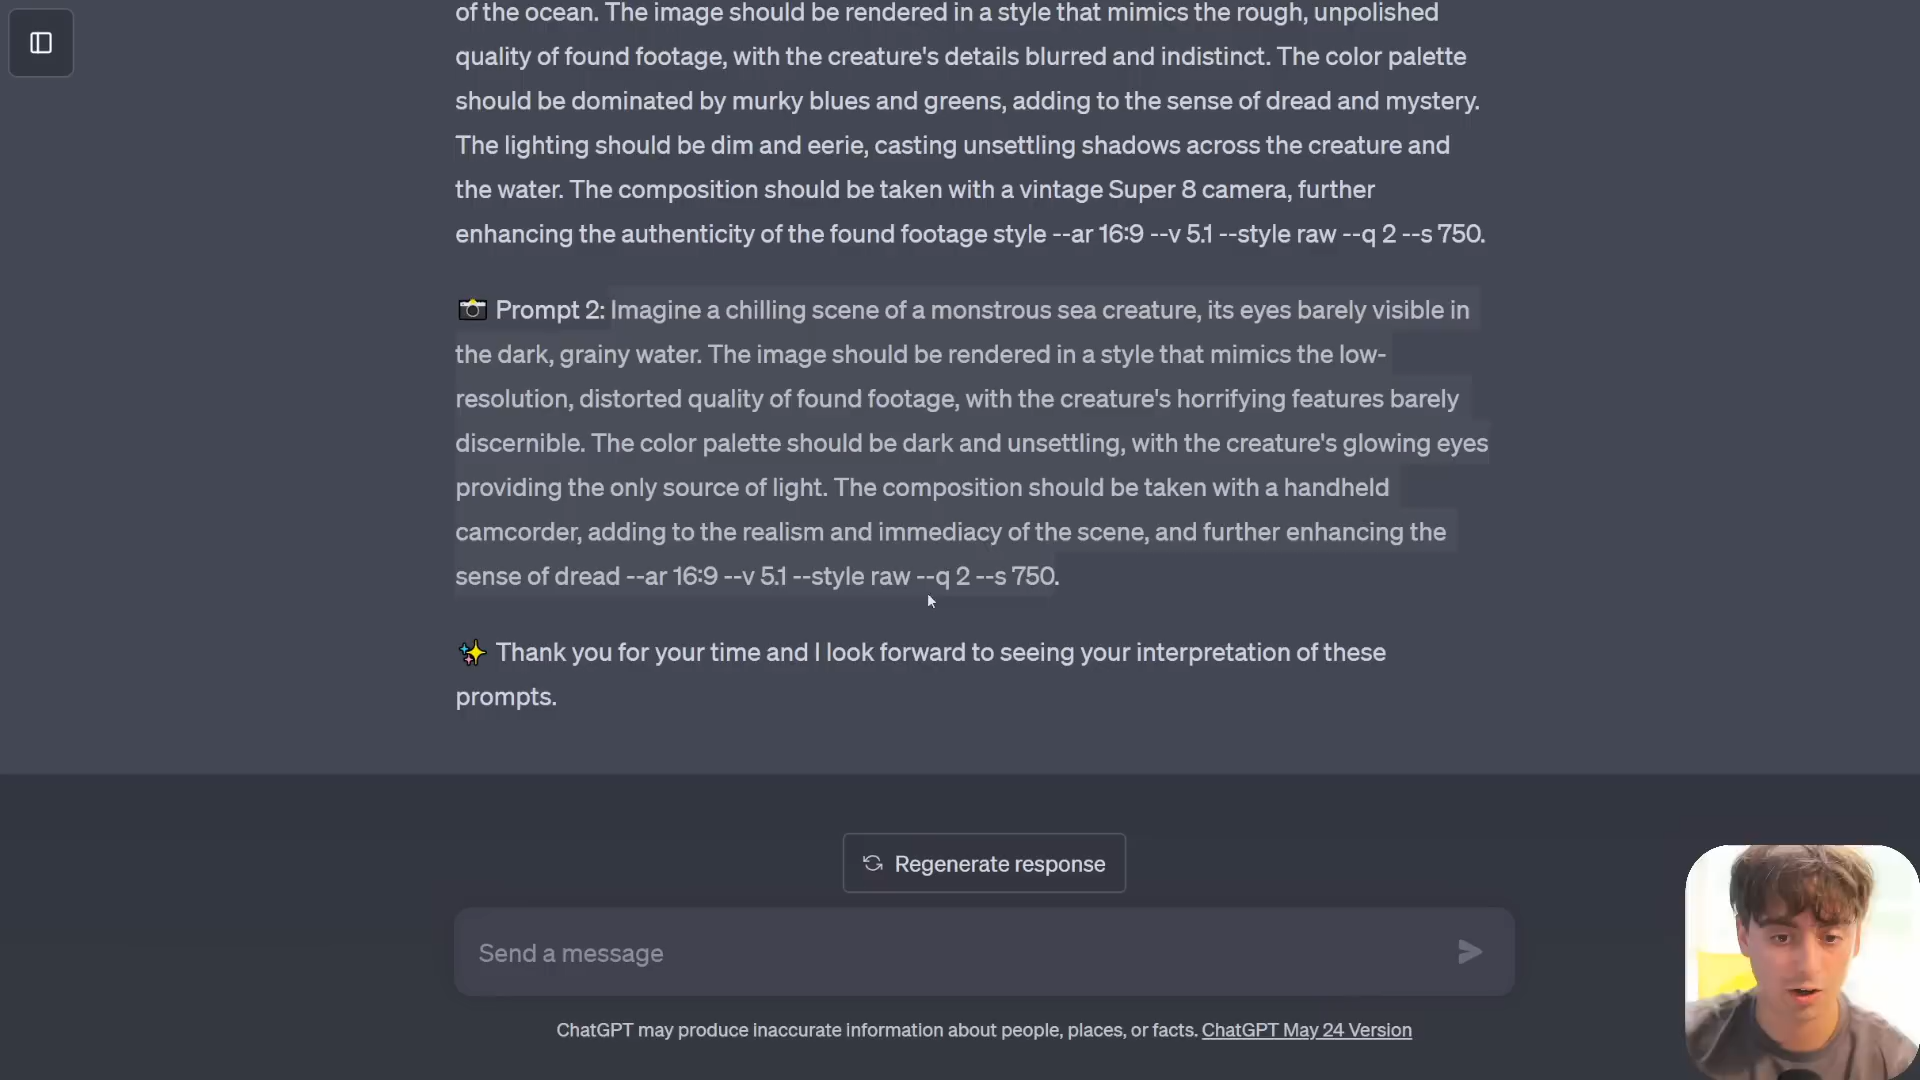 of the ocean. The image should be rendered in a style that mimics the rough, unpolished
quality of found footage, with the creature's details blurred and indistinct. The color palette
should be dominated by murky blues and greens, adding to the sense of dread and mystery.
The lighting should be dim and eerie, casting unsettling shadows across the creature and
the water. The composition should be taken with a vintage Super 8 camera, further
enhancing the authenticity of the found footage style --ar 16:9 --v 5.1 --style raw --q 2 --s 750.
📷 Prompt 2: Imagine a chilling scene of a monstrous sea creature, its eyes barely visible in
the dark, grainy water. The image should be rendered in a style that mimics the low-
resolution, distorted quality of found footage, with the creature's horrifying features barely
discernible. The color palette should be dark and unsettling, with the creature's glowing eyes
providing the only source of light. The composition should be taken with a handheld
camcorder, adding to the realism and immediacy of the scene, and further enhancing the
sense of dread --ar 16:9 --v 5.1 --style raw --q 2 --s 750.
✨ Thank you for your time and I look forward to seeing your interpretation of these
prompts.
Regenerate response
Send a message
ChatGPT may produce inaccurate information about people, places, or facts. ChatGPT May 24 Version